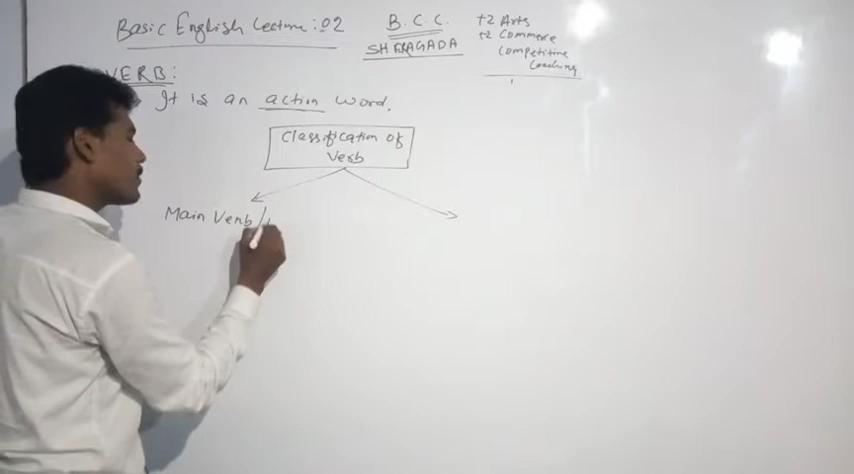 Basic English Lecture:02
B.C.C.
SHERAGADA
+2 Arts
+2 Commerce
Competitive
Coaching
VERB:
It is an action word.
Classification of
Verb
Main Verb/